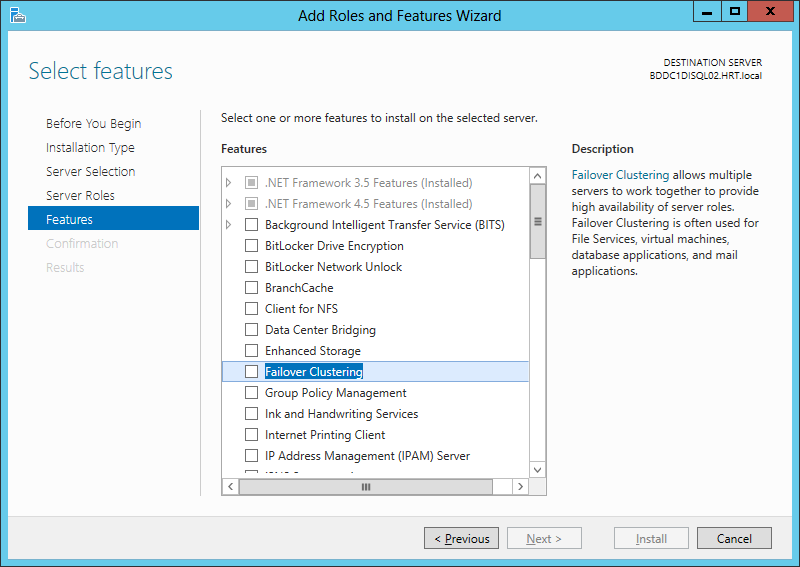 Add Roles and Features Wizard
Select features
DESTINATION SERVER
BDDC1DISQL02.HRT.local
Before You Begin
Installation Type
Server Selection
Server Roles
Features
Confirmation
Results
Select one or more features to install on the selected server.
Features
.NET Framework 3.5 Features (Installed)
.NET Framework 4.5 Features (Installed)
Background Intelligent Transfer Service (BITS)
BitLocker Drive Encryption
BitLocker Network Unlock
BranchCache
Client for NFS
Data Center Bridging
Enhanced Storage
Failover Clustering
Group Policy Management
Ink and Handwriting Services
Internet Printing Client
IP Address Management (IPAM) Server
Description
Failover Clustering allows multiple
servers to work together to provide
high availability of server roles.
Failover Clustering is often used for
File Services, virtual machines,
database applications, and mail
applications.
< Previous
Next >
Install
Cancel